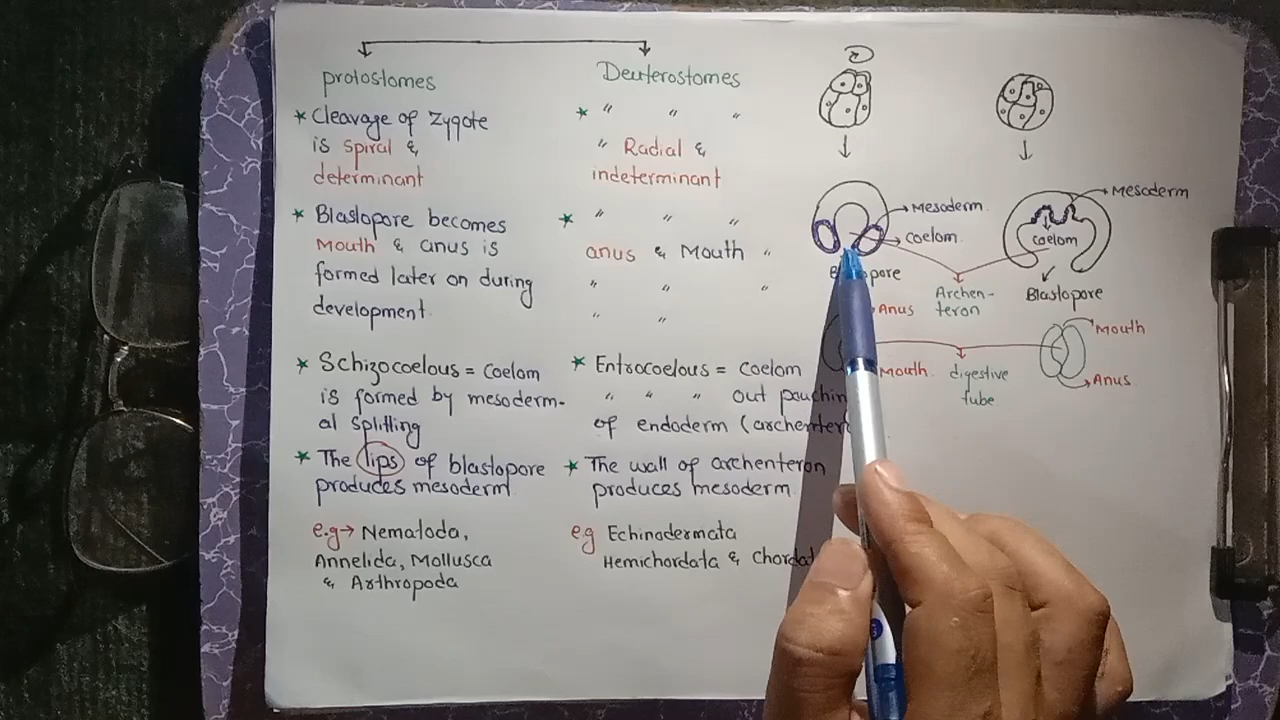 protostomes
* Cleavage of Zygote
is Spiral &
determinant
* Blastopore becomes
Mouth & anus is
formed later on during
development.
* Schizocoelous = Coelom
is formed by mesoderm-
al splitting
* The lips of blastopore
produces mesoderm.
e.g → Nematoda,
Annelida, Mollusca
& Arthropoda
Deuterostomes
* " " "
" Radial &
indeterminant
* " " "
anus & Mouth "
" " "
" "
* Entrocoelous = Coelom
" " " out
of endoderm
* The wall of archenteron
produces mesoderm.
eg Echinodermata
Hemichordata &
Mesoderm.
Coelom.
Anus
Mouth.
Archen-
teron
digestive
tube
Mesoderm
Coelom
Blastopore
Mouth
Anus